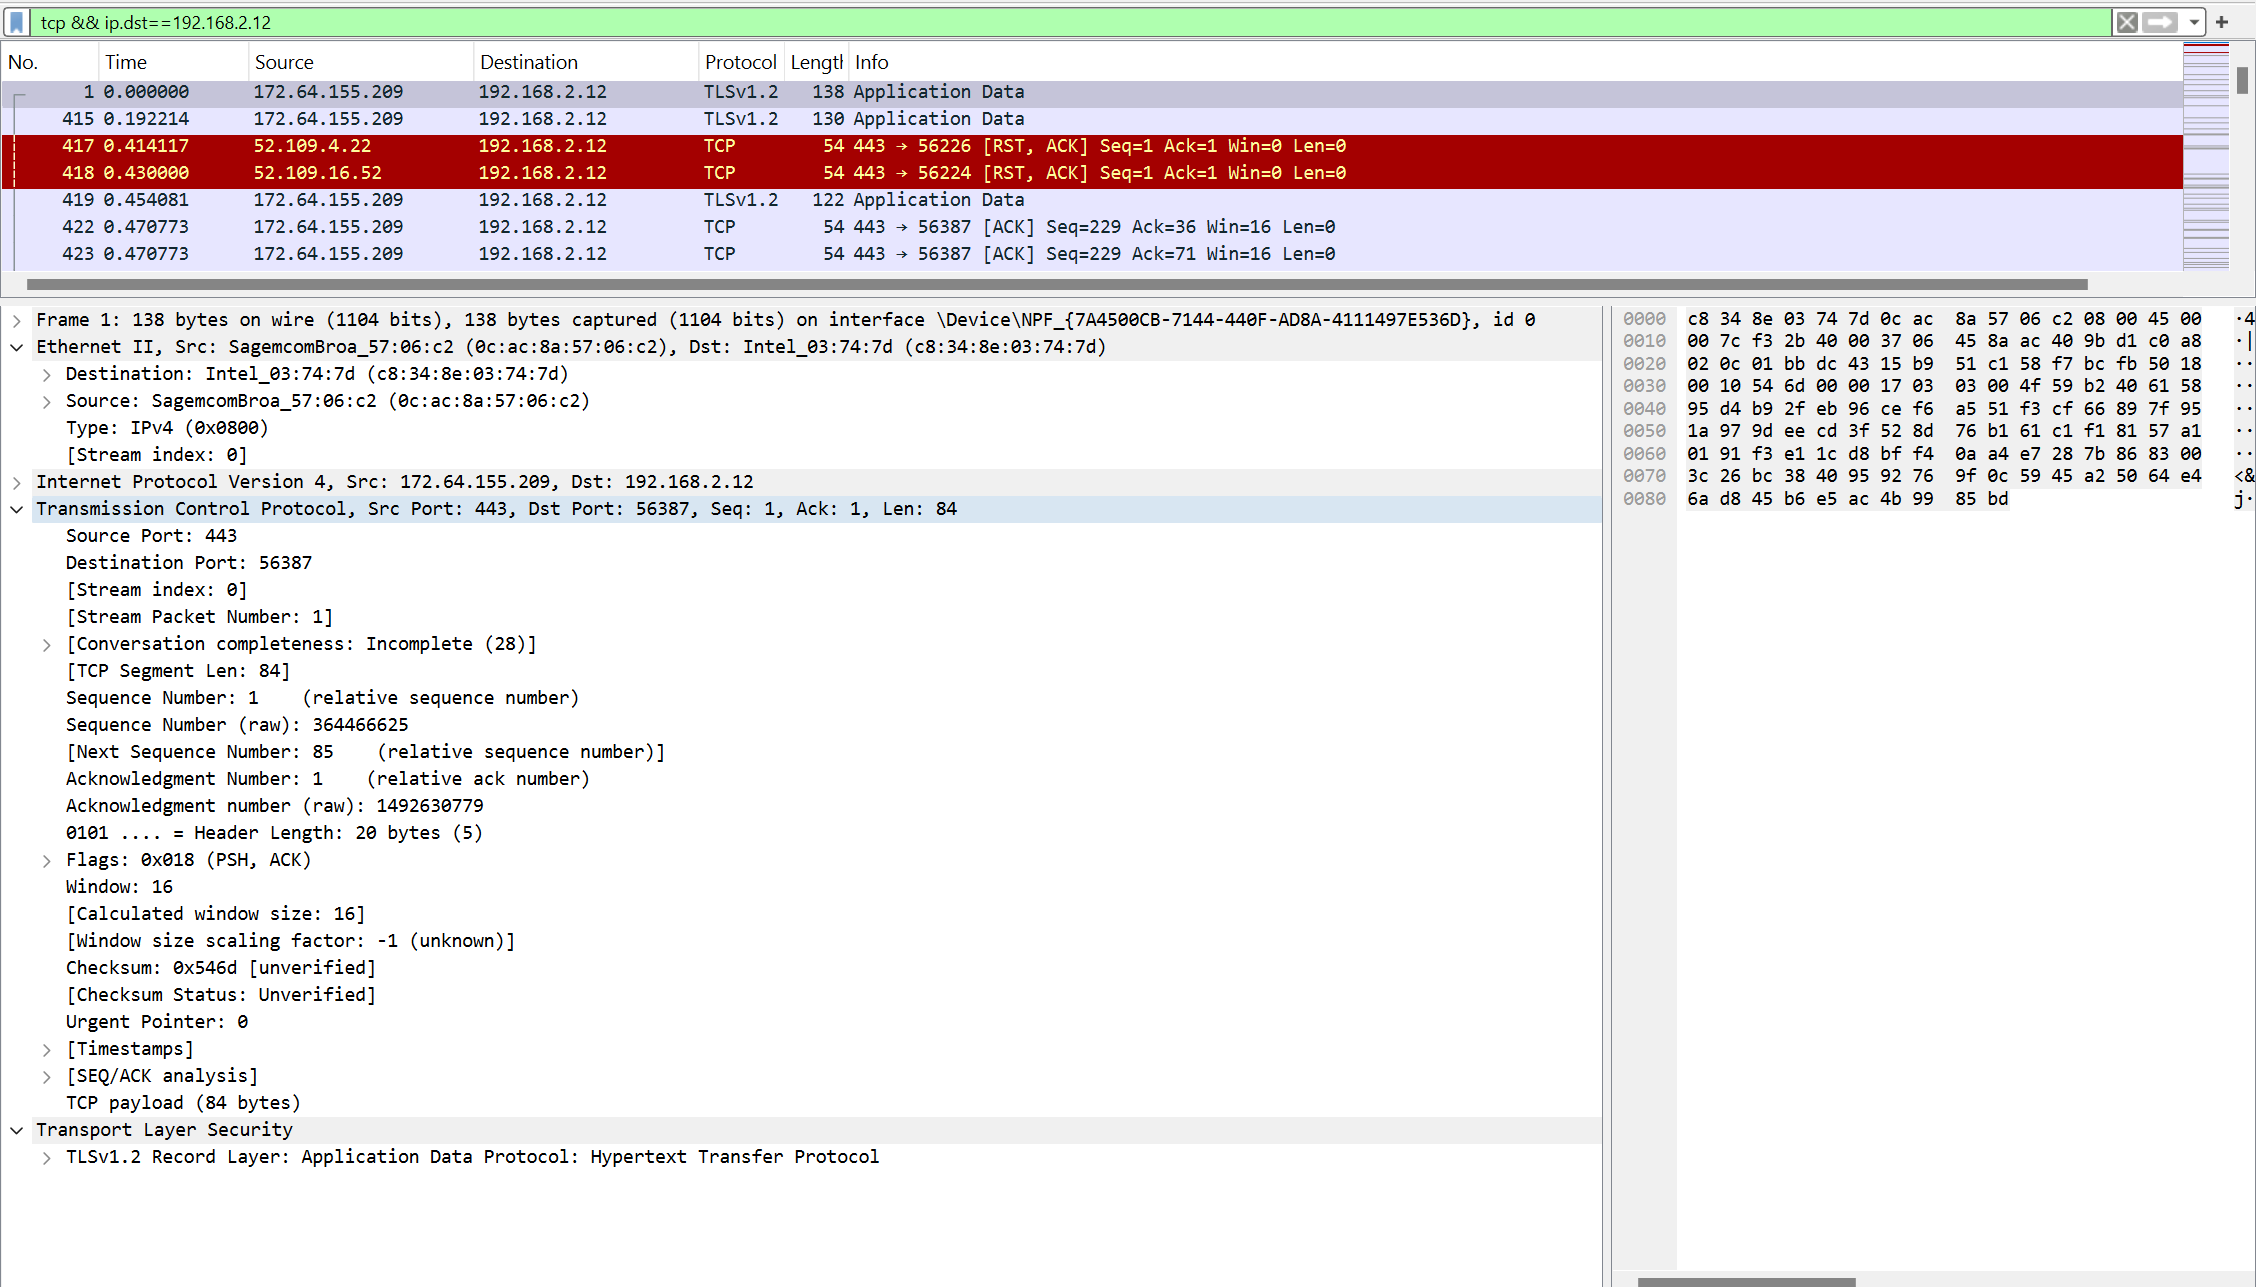 tcp && ip.dst==192.168.2.12
No. Time Source Destination Protocol Lengtł Info
1 0.000000 172.64.155.209 192.168.2.12 TLSv1.2 138 Application Data
415 0.192214 172.64.155.209 192.168.2.12 TLSv1.2 130 Application Data
417 0.414117 52.109.4.22 192.168.2.12 TCP 54 443 → 56226 [RST, ACK] Seq=1 Ack=1 Win=0 Len=0
418 0.430000 52.109.16.52 192.168.2.12 TCP 54 443 → 56224 [RST, ACK] Seq=1 Ack=1 Win=0 Len=0
419 0.454081 172.64.155.209 192.168.2.12 TLSv1.2 122 Application Data
422 0.470773 172.64.155.209 192.168.2.12 TCP 54 443 → 56387 [ACK] Seq=229 Ack=36 Win=16 Len=0
423 0.470773 172.64.155.209 192.168.2.12 TCP 54 443 → 56387 [ACK] Seq=229 Ack=71 Win=16 Len=0
Frame 1: 138 bytes on wire (1104 bits), 138 bytes captured (1104 bits) on interface \Device\NPF_{7A4500CB-7144-440F-AD8A-4111497E536D}, id 0
Ethernet II, Src: SagemcomBroa_57:06:c2 (0c:ac:8a:57:06:c2), Dst: Intel_03:74:7d (c8:34:8e:03:74:7d)
Destination: Intel_03:74:7d (c8:34:8e:03:74:7d)
Source: SagemcomBroa_57:06:c2 (0c:ac:8a:57:06:c2)
Type: IPv4 (0x0800)
[Stream index: 0]
Internet Protocol Version 4, Src: 172.64.155.209, Dst: 192.168.2.12
Transmission Control Protocol, Src Port: 443, Dst Port: 56387, Seq: 1, Ack: 1, Len: 84
Source Port: 443
Destination Port: 56387
[Stream index: 0]
[Stream Packet Number: 1]
[Conversation completeness: Incomplete (28)]
[TCP Segment Len: 84]
Sequence Number: 1 (relative sequence number)
Sequence Number (raw): 364466625
[Next Sequence Number: 85 (relative sequence number)]
Acknowledgment Number: 1 (relative ack number)
Acknowledgment number (raw): 1492630779
0101 .... = Header Length: 20 bytes (5)
Flags: 0x018 (PSH, ACK)
Window: 16
[Calculated window size: 16]
[Window size scaling factor: -1 (unknown)]
Checksum: 0x546d [unverified]
[Checksum Status: Unverified]
Urgent Pointer: 0
[Timestamps]
[SEQ/ACK analysis]
TCP payload (84 bytes)
Transport Layer Security
TLSv1.2 Record Layer: Application Data Protocol: Hypertext Transfer Protocol
0000 c8 34 8e 03 74 7d 0c ac 8a 57 06 c2 08 00 45 00 ·4
0010 00 7c f3 2b 40 00 37 06 45 8a ac 40 9b d1 c0 a8 ·|
0020 02 0c 01 bb dc 43 15 b9 51 c1 58 f7 bc fb 50 18 ··
0030 00 10 54 6d 00 00 17 03 03 00 4f 59 b2 40 61 58 ··
0040 95 d4 b9 2f eb 96 ce f6 a5 51 f3 cf 66 89 7f 95 ··
0050 1a 97 9d ee cd 3f 52 8d 76 b1 61 c1 f1 81 57 a1 ··
0060 01 91 f3 e1 1c d8 bf f4 0a a4 e7 28 7b 86 83 00 ··
0070 3c 26 bc 38 40 95 92 76 9f 0c 59 45 a2 50 64 e4 <&
0080 6a d8 45 b6 e5 ac 4b 99 85 bd j·